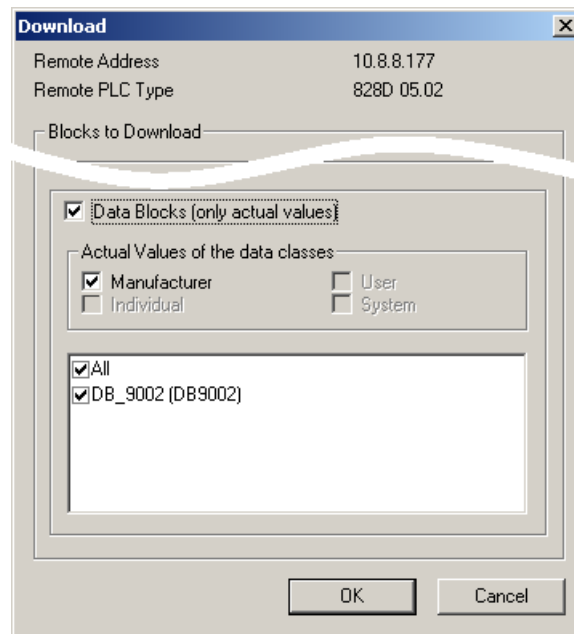 Download
Remote Address 10.8.8.177
Remote PLC Type 828D 05.02
Blocks to Download
Data Blocks (only actual values)
Actual Values of the data classes
Manufacturer User
Individual System
All
DB_9002 (DB9002)
OK Cancel